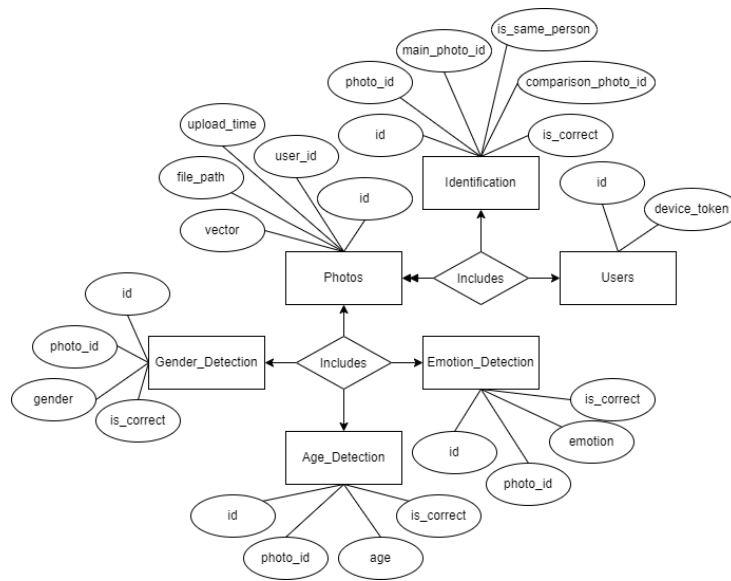 is_same_person
main_photo_id
photo_id
comparison_photo_id
upload_time
id
is_correct
user_id
file_path
Identification
id
id
device_token
vector
Photos
Includes
Users
id
photo_id
Gender_Detection
Includes
Emotion_Detection
gender
is_correct
is_correct
emotion
Age_Detection
id
photo_id
id
is_correct
photo_id
age